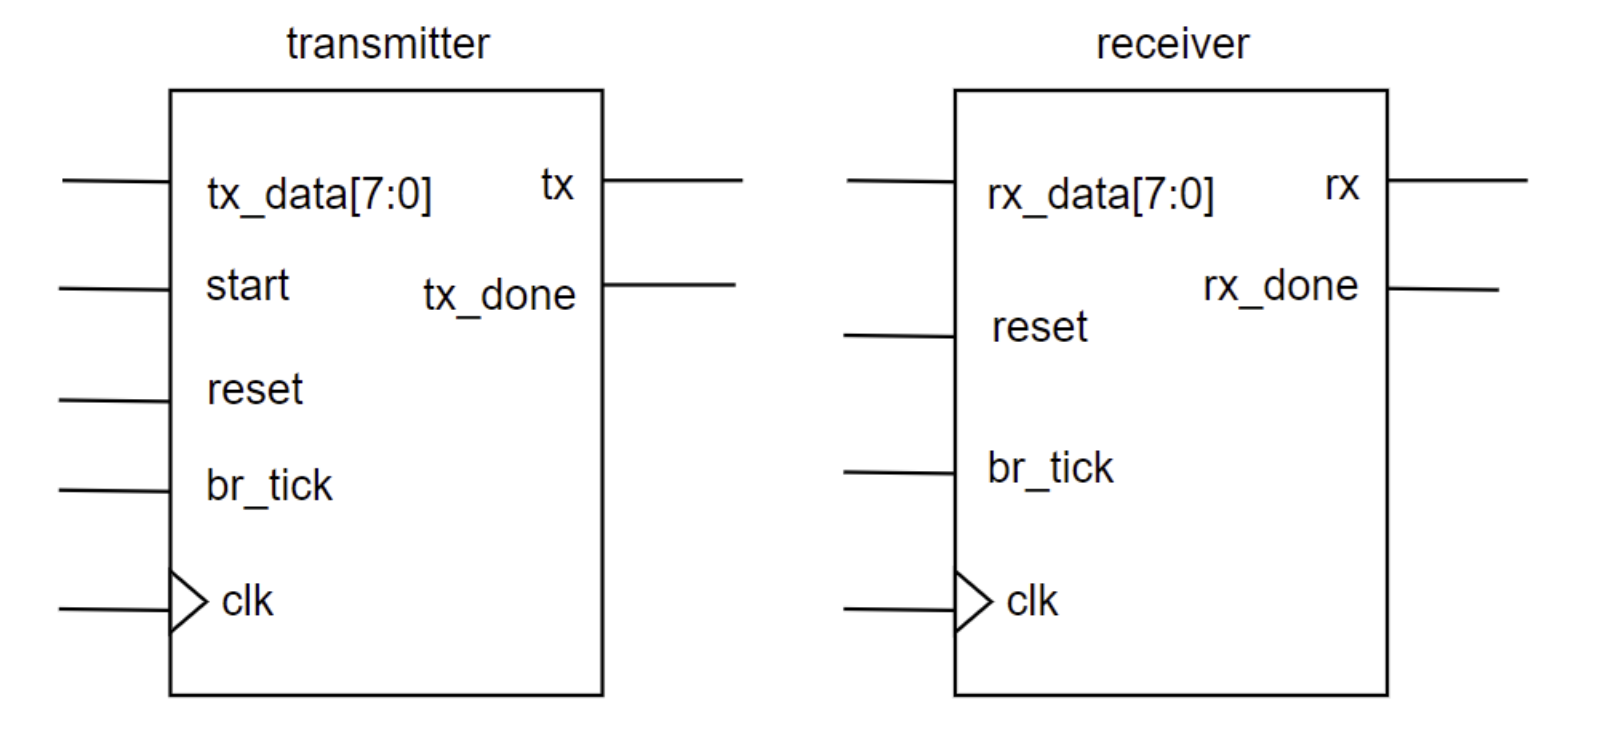 transmitter
tx_data[7:0]
tx
start
tx_done
reset
br_tick
clk
receiver
rx_data[7:0]
rx
rx_done
reset
br_tick
clk